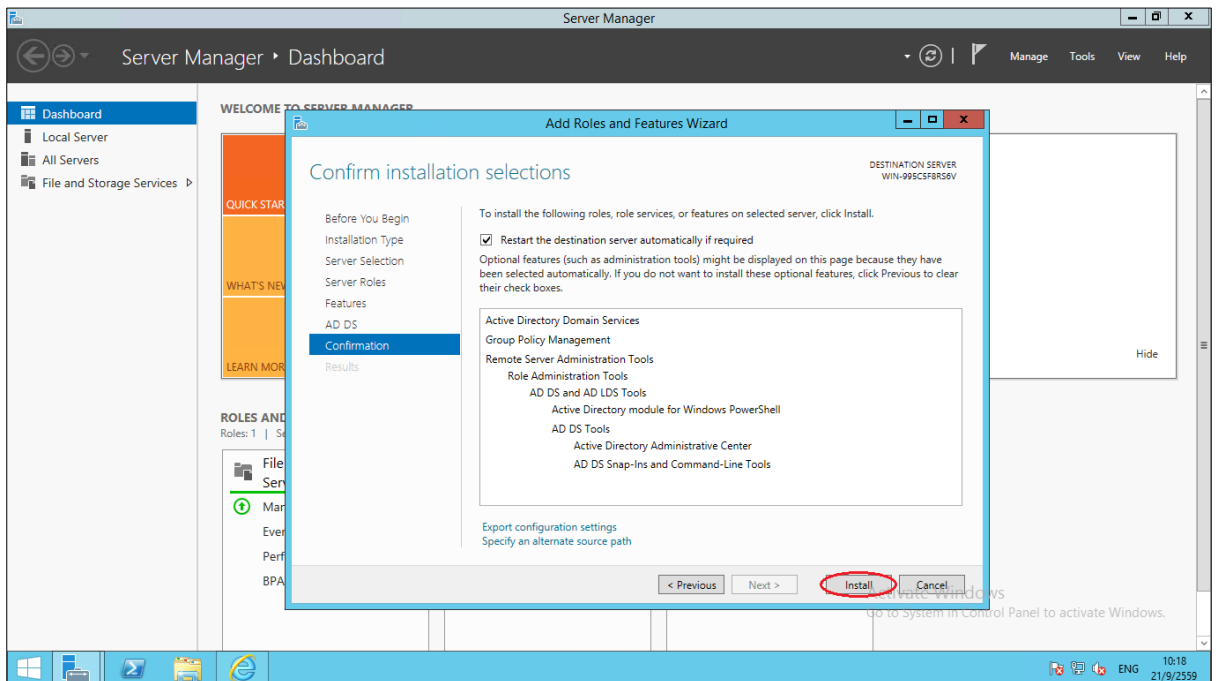 Server Manager
Server Manager • Dashboard
Manage Tools View Help
Dashboard
Local Server
All Servers
File and Storage Services
WELCOME TO SERVER MANAGER
QUICK STAR
WHAT'S NEW
LEARN MOR
Hide
ROLES AND
Roles: 1 | Se
File
Serv
Man
Even
Perf
BPA
Add Roles and Features Wizard
Confirm installation selections
DESTINATION SERVER
WIN-995C5F8RS6V
Before You Begin
Installation Type
Server Selection
Server Roles
Features
AD DS
Confirmation
Results
To install the following roles, role services, or features on selected server, click Install.
Restart the destination server automatically if required
Optional features (such as administration tools) might be displayed on this page because they have
been selected automatically. If you do not want to install these optional features, click Previous to clear
their check boxes.
Active Directory Domain Services
Group Policy Management
Remote Server Administration Tools
Role Administration Tools
AD DS and AD LDS Tools
Active Directory module for Windows PowerShell
AD DS Tools
Active Directory Administrative Center
AD DS Snap-Ins and Command-Line Tools
Export configuration settings
Specify an alternate source path
< Previous Next > Install Cancel
Activate Windows
Go to System in Control Panel to activate Windows.
ENG
10:18
21/9/2559